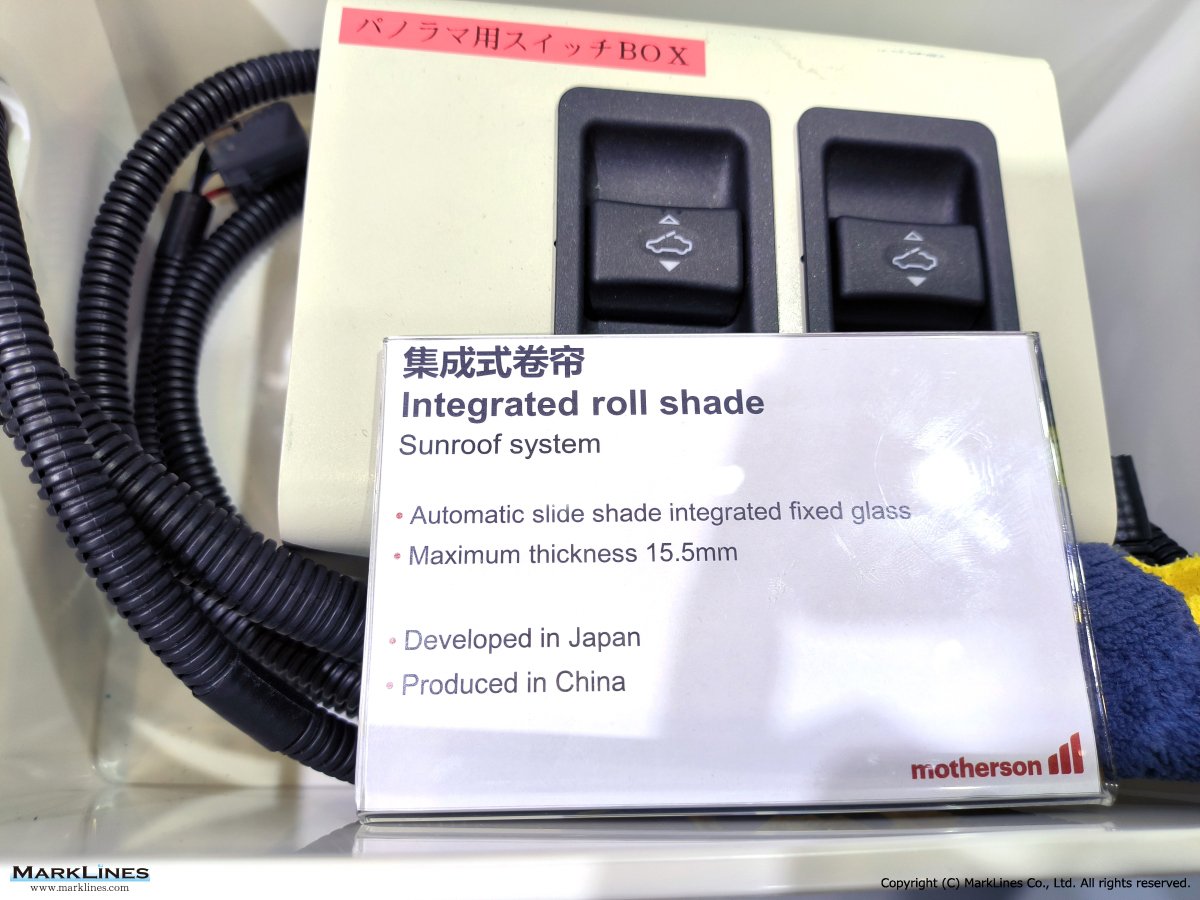 パノラマ用スイッチBOX
集成式卷帘
Integrated roll shade
Sunroof system
• Automatic slide shade integrated fixed glass
• Maximum thickness 15.5mm
• Developed in Japan
• Produced in China
motherson
MARKLINES
www.marklines.com
Copyright (C) MarkLines Co., Ltd. All rights reserved.